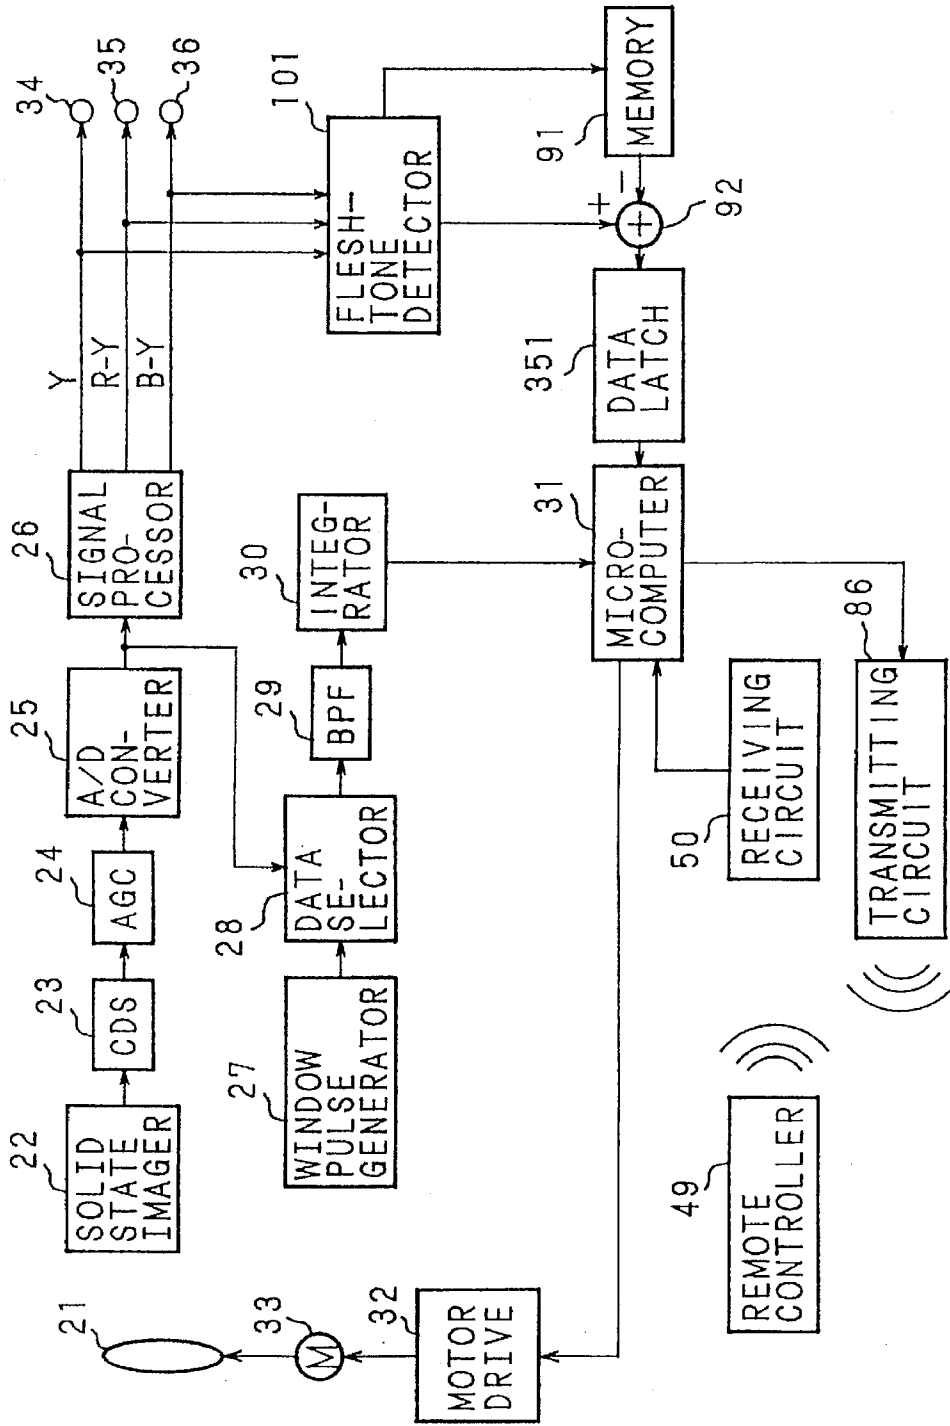 21
22
SOLID
STATE
IMAGER
23
CDS
24
AGC
25
A/D
CON-
VERTER
26
SIGNAL
PRO-
CESSOR
Y
R-Y
B-Y
34
35
36
33
M
27
WINDOW
PULSE
GENERATOR
28
DATA
SE-
LECTOR
29
BPF
30
INTEG-
RATOR
101
FLESH-
TONE
DETECTOR
32
MOTOR
DRIVE
31
MICRO-
COMPUTER
351
DATA
LATCH
+
−
+
92
91
MEMORY
49
REMOTE
CONTROLLER
50
RECEIVING
CIRCUIT
86
TRANSMITTING
CIRCUIT